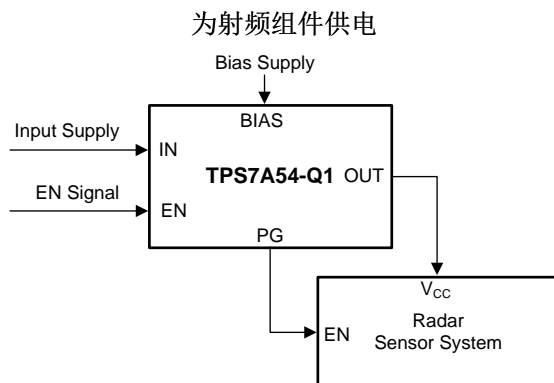 为射频组件供电
Bias Supply
BIAS
Input Supply
IN
TPS7A54-Q1
OUT
EN Signal
EN
PG
VCC
EN
Radar
Sensor System